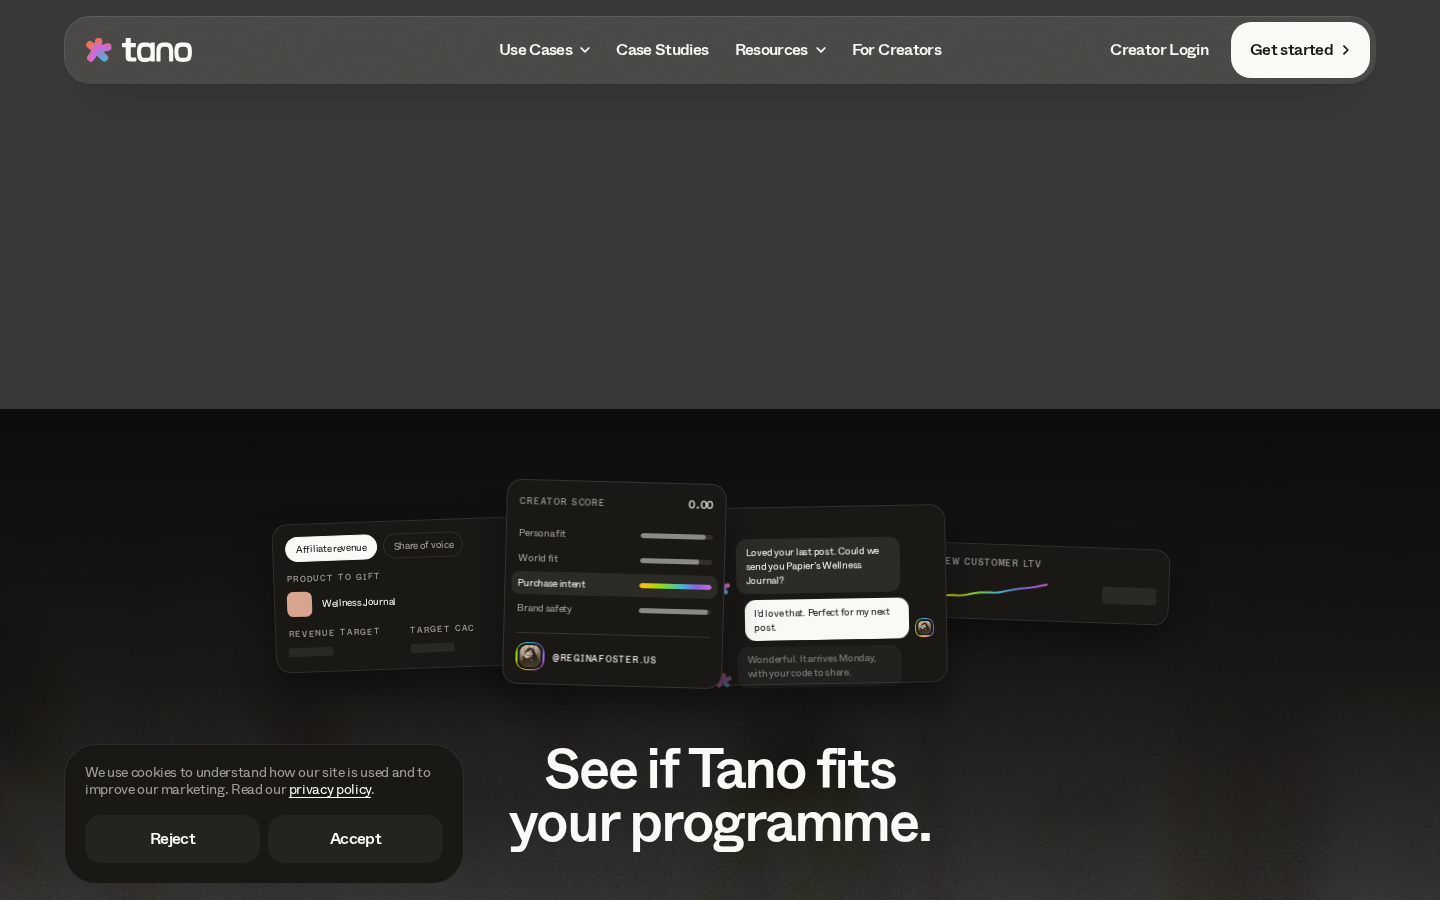 tano
Use Cases
Case Studies
Resources
For Creators
Creator Login
Get started
Affiliate revenue
Share of voice
PRODUCT TO GIFT
Wellness Journal
REVENUE TARGET
TARGET CAC
CREATOR SCORE
0.00
Persona fit
World fit
Purchase intent
Brand safety
@REGINAFOSTER.US
Loved your last post. Could we
send you Papier's Wellness
Journal?
I'd love that. Perfect for my next
post.
Wonderful. It arrives Monday,
with your code to share.
EW CUSTOMER LTV
See if Tano fits
your programme.
We use cookies to understand how our site is used and to
improve our marketing. Read our privacy policy.
Reject
Accept